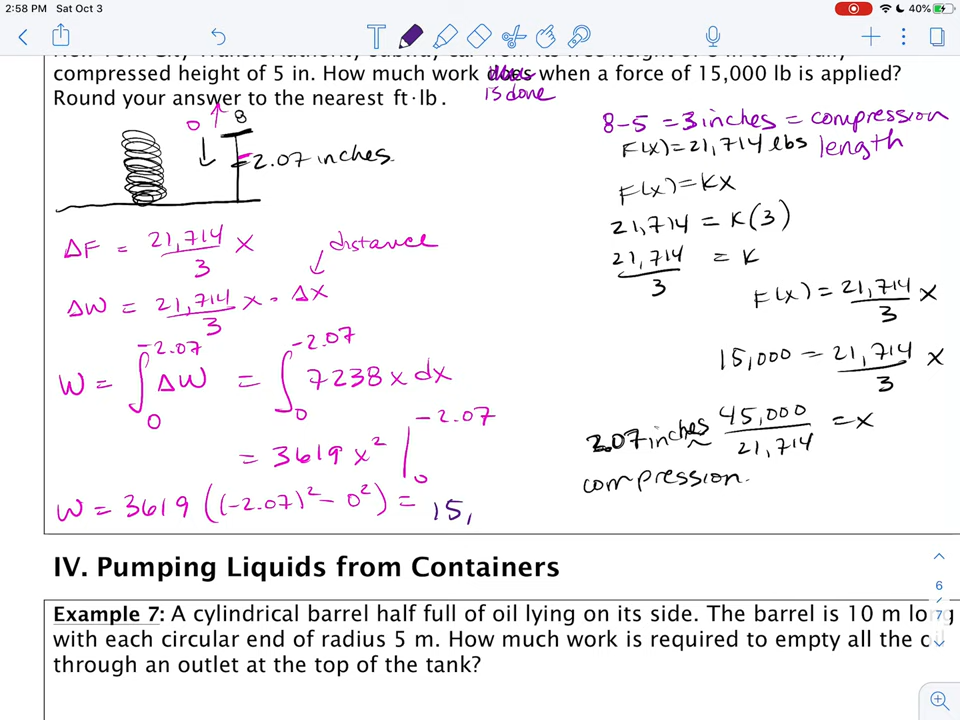 2:58 PM Sat Oct 3
40%
compressed height of 5 in. How much work does when a force of 15,000 lb is applied?
is done
Round your answer to the nearest ft·lb.
0
8
-2.07 inches
8-5 = 3 inches = compression length
F(x) = 21,714 lbs
F(x) = Kx
21,714 = K(3)
21,714/3 = K
F(x) = 21,714/3 x
15,000 = 21,714/3 x
2.07 inches ~ 45,000/21,714 = x
compression.
ΔF = 21,714/3 x
distance
ΔW = 21,714/3 x · Δx
W = ∫_0^-2.07 ΔW = ∫_0^-2.07 7238x dx
= 3619 x² |_0^-2.07
W = 3619 ((-2.07)² - 0²) = 15,
IV. Pumping Liquids from Containers
Example 7: A cylindrical barrel half full of oil lying on its side. The barrel is 10 m long
with each circular end of radius 5 m. How much work is required to empty all the oil
through an outlet at the top of the tank?
6
7